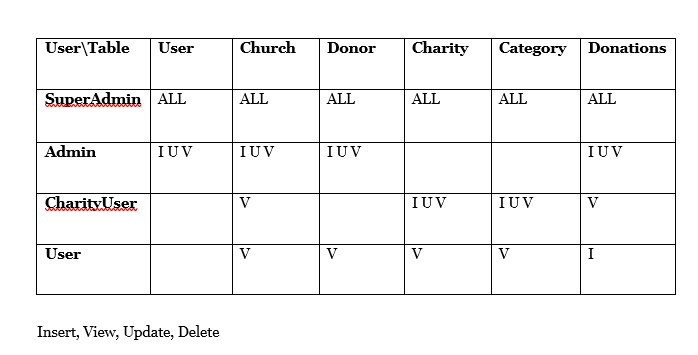 User\Table User Church Donor Charity Category Donations
SuperAdmin ALL ALL ALL ALL ALL ALL
Admin I U V I U V I U V I U V
CharityUser V I U V I U V V
User V V V V I
Insert, View, Update, Delete